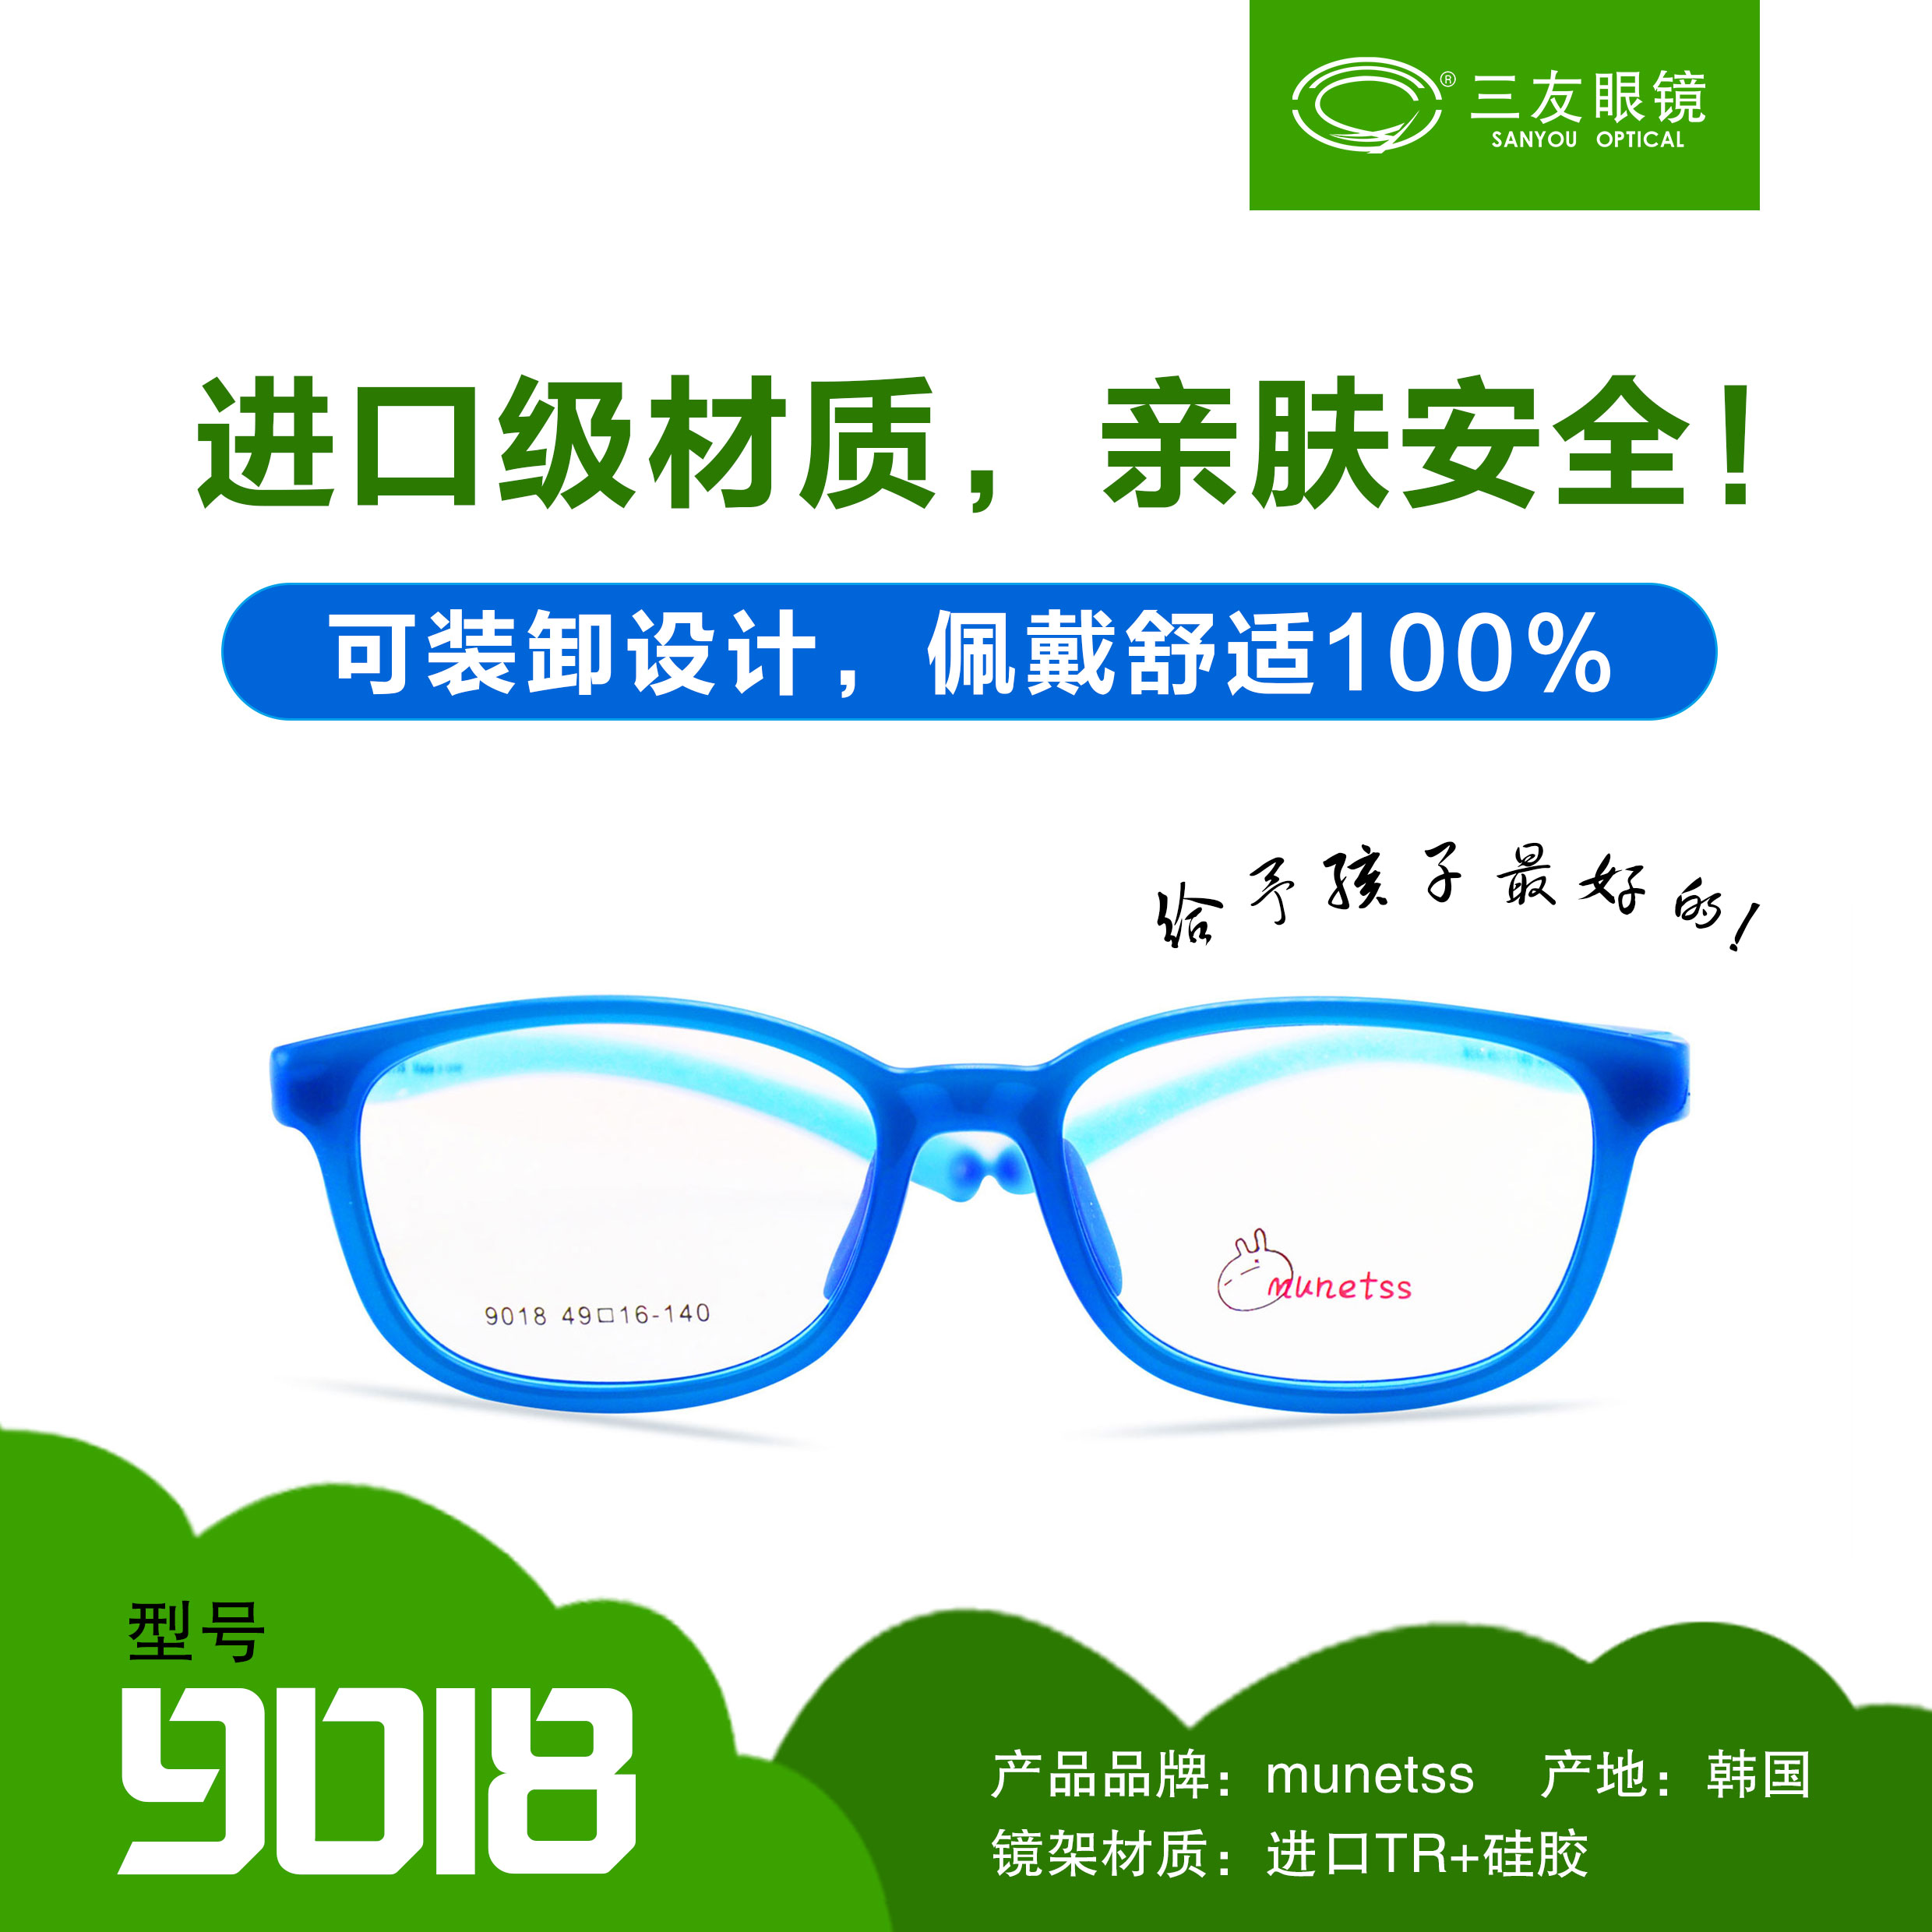 ® 三友眼镜
SANYOU OPTICAL
进口级材质，亲肤安全！
可装卸设计，佩戴舒适100%
给予孩子最好的！
9018 49□16-140
munetss
型号
9018
产品品牌：munetss 产地：韩国
镜架材质：进口TR+硅胶